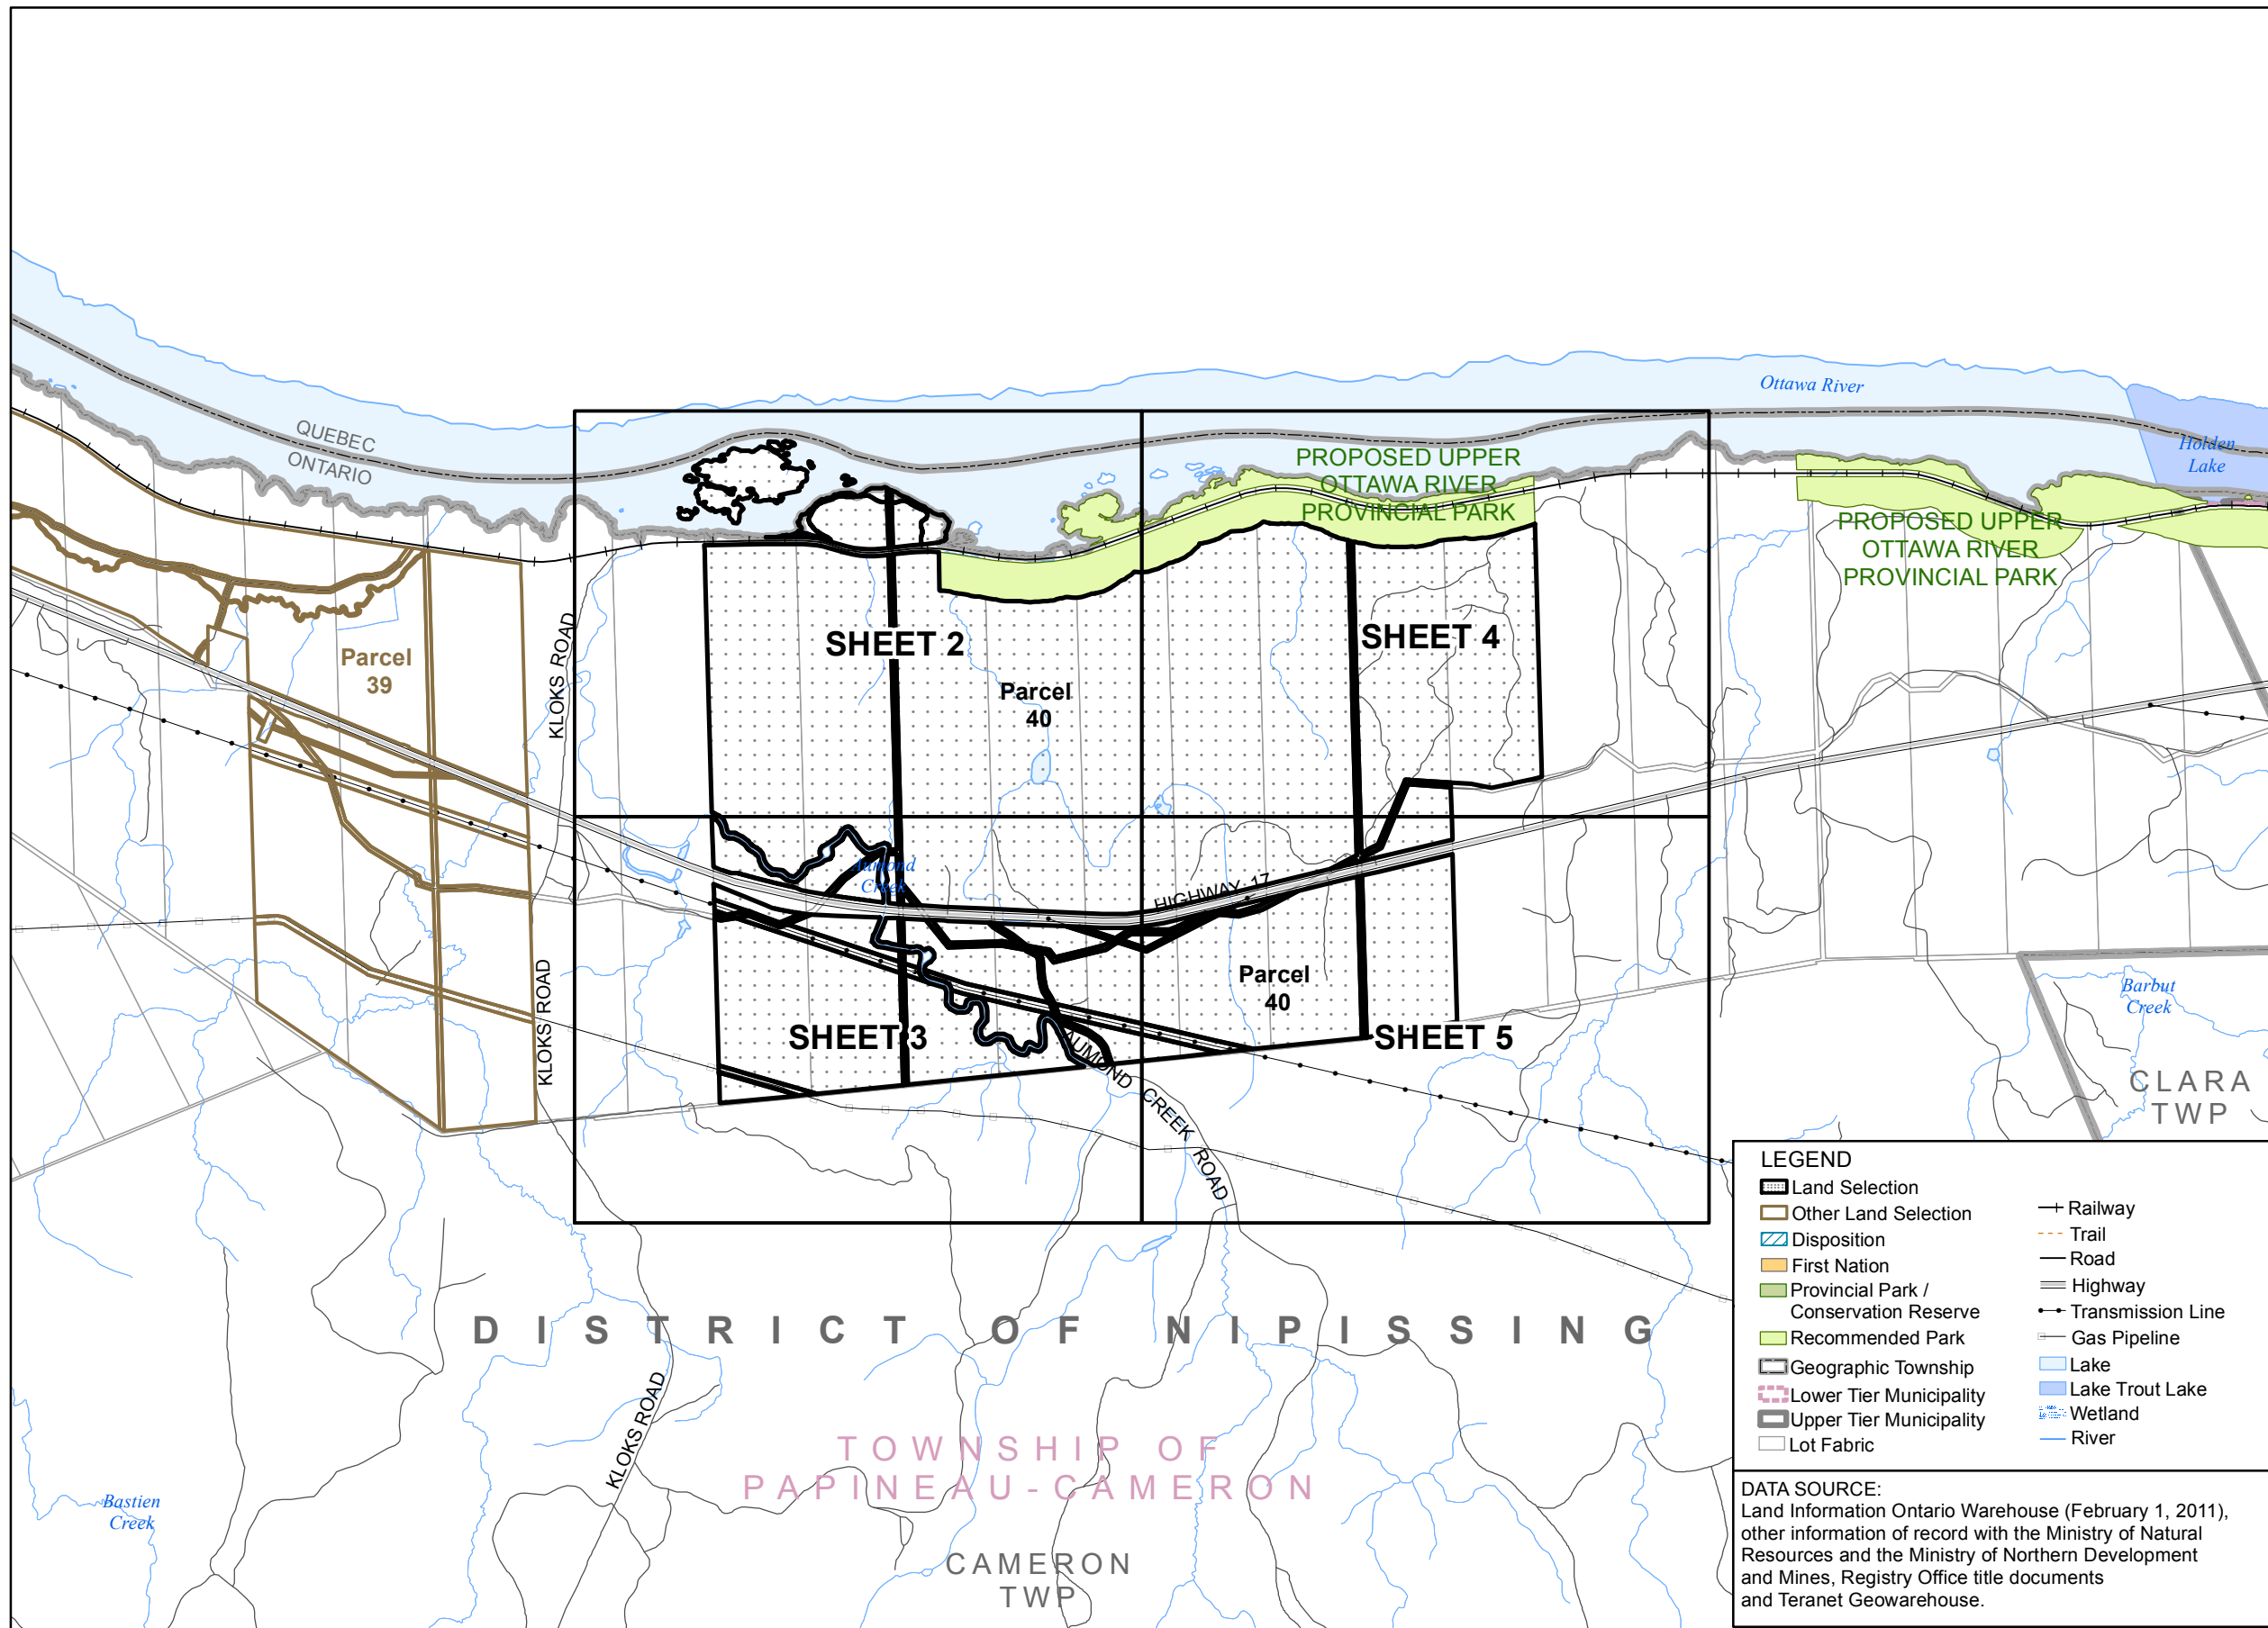 Ottawa River
QUEBEC
ONTARIO
Holden
Lake
PROPOSED UPPER
OTTAWA RIVER
PROVINCIAL PARK
PROPOSED UPPER
OTTAWA RIVER
PROVINCIAL PARK
KLOKS ROAD
SHEET 2
SHEET 4
Parcel
39
Parcel
40
Aumond
Creek
HIGHWAY 17
KLOKS ROAD
Parcel
40
SHEET 3
SHEET 5
AUMOND CREEK ROAD
Barbut
Creek
CLARA
TWP
DISTRICT OF NIPISSING
KLOKS ROAD
TOWNSHIP OF
PAPINEAU-CAMERON
Bastien
Creek
CAMERON
TWP
LEGEND
Land Selection
Other Land Selection
Disposition
First Nation
Provincial Park /
Conservation Reserve
Recommended Park
Geographic Township
Lower Tier Municipality
Upper Tier Municipality
Lot Fabric
Railway
Trail
Road
Highway
Transmission Line
Gas Pipeline
Lake
Lake Trout Lake
Wetland
River
DATA SOURCE:
Land Information Ontario Warehouse (February 1, 2011),
other information of record with the Ministry of Natural
Resources and the Ministry of Northern Development
and Mines, Registry Office title documents
and Teranet Geowarehouse.